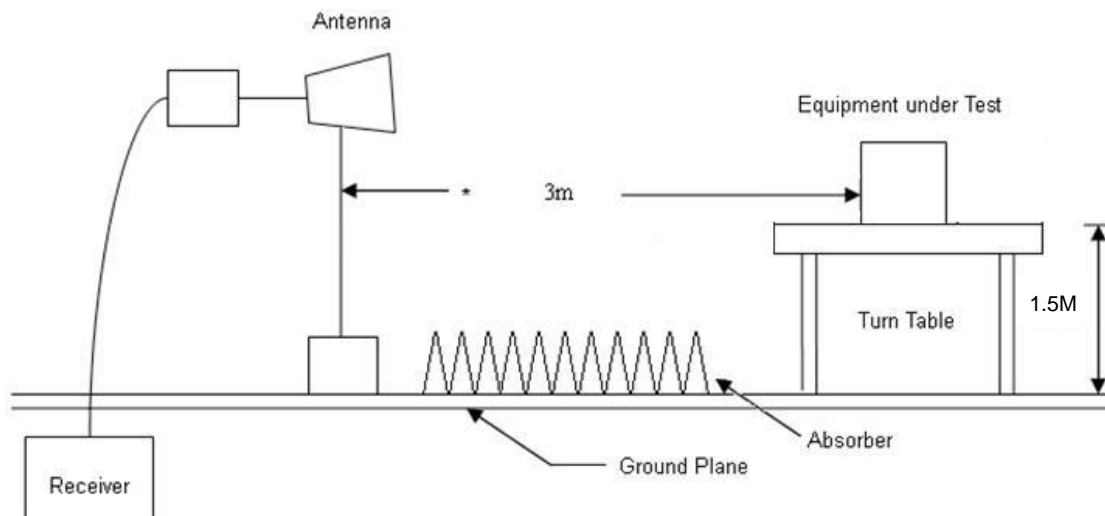 Antenna
Equipment under Test
* 3m
1.5M
Turn Table
Absorber
Ground Plane
Receiver